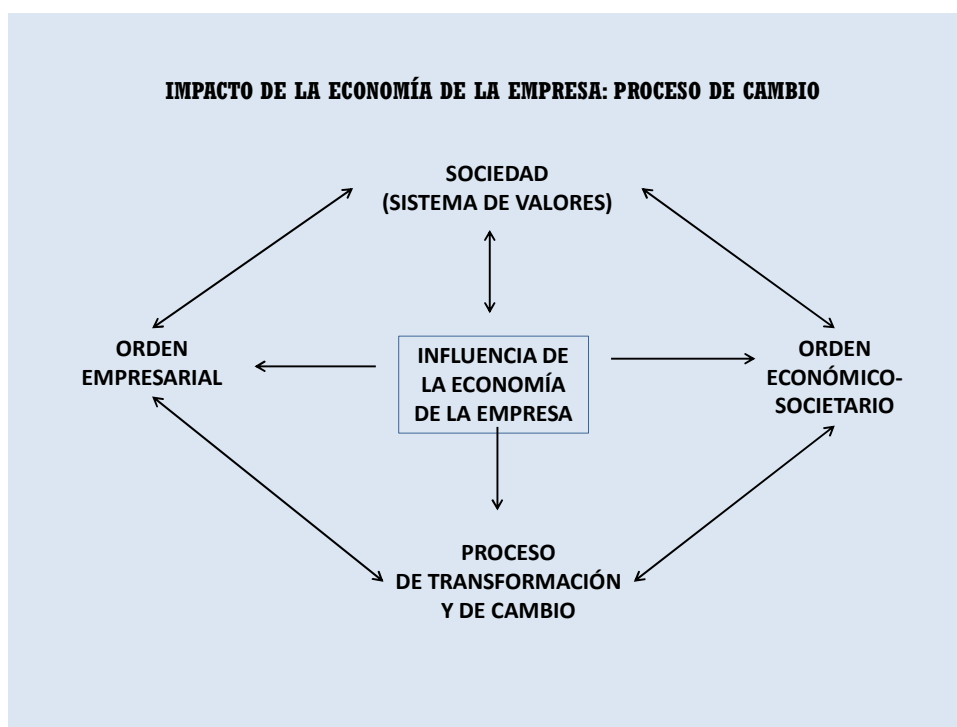 IMPACTO DE LA ECONOMÍA DE LA EMPRESA: PROCESO DE CAMBIO
SOCIEDAD
(SISTEMA DE VALORES)
ORDEN
EMPRESARIAL
INFLUENCIA DE
LA ECONOMÍA
DE LA EMPRESA
ORDEN
ECONÓMICO-
SOCIETARIO
PROCESO
DE TRANSFORMACIÓN
Y DE CAMBIO